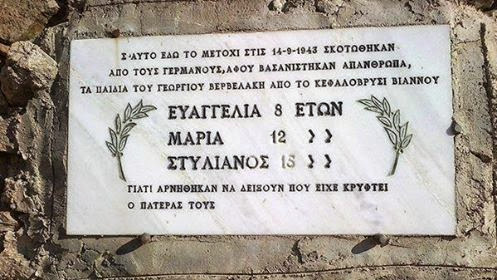 Σ'ΑΥΤΟ ΕΔΩ ΤΟ ΜΕΤΟΧΙ ΣΤΙΣ 14-9-1943 ΣΚΟΤΩΘΗΚΑΝ
ΑΠΟ ΤΟΥΣ ΓΕΡΜΑΝΟΥΣ, ΑΦΟΥ ΒΑΣΑΝΙΣΤΗΚΑΝ ΑΠΑΝΘΡΩΠΑ,
ΤΑ ΠΑΙΔΙΑ ΤΟΥ ΓΕΩΡΓΙΟΥ ΒΕΡΒΕΛΑΚΗ ΑΠΟ ΤΟ ΚΕΦΑΛΟΒΡΥΣΙ ΒΙΑΝΝΟΥ
ΕΥΑΓΓΕΛΙΑ 8 ΕΤΩΝ
ΜΑΡΙΑ 12 》
ΣΤΥΛΙΑΝΟΣ 15 》
ΓΙΑΤΙ ΑΡΝΗΘΗΚΑΝ ΝΑ ΔΕΙΞΟΥΝ ΠΟΥ ΕΙΧΕ ΚΡΥΦΤΕΙ
Ο ΠΑΤΕΡΑΣ ΤΟΥΣ